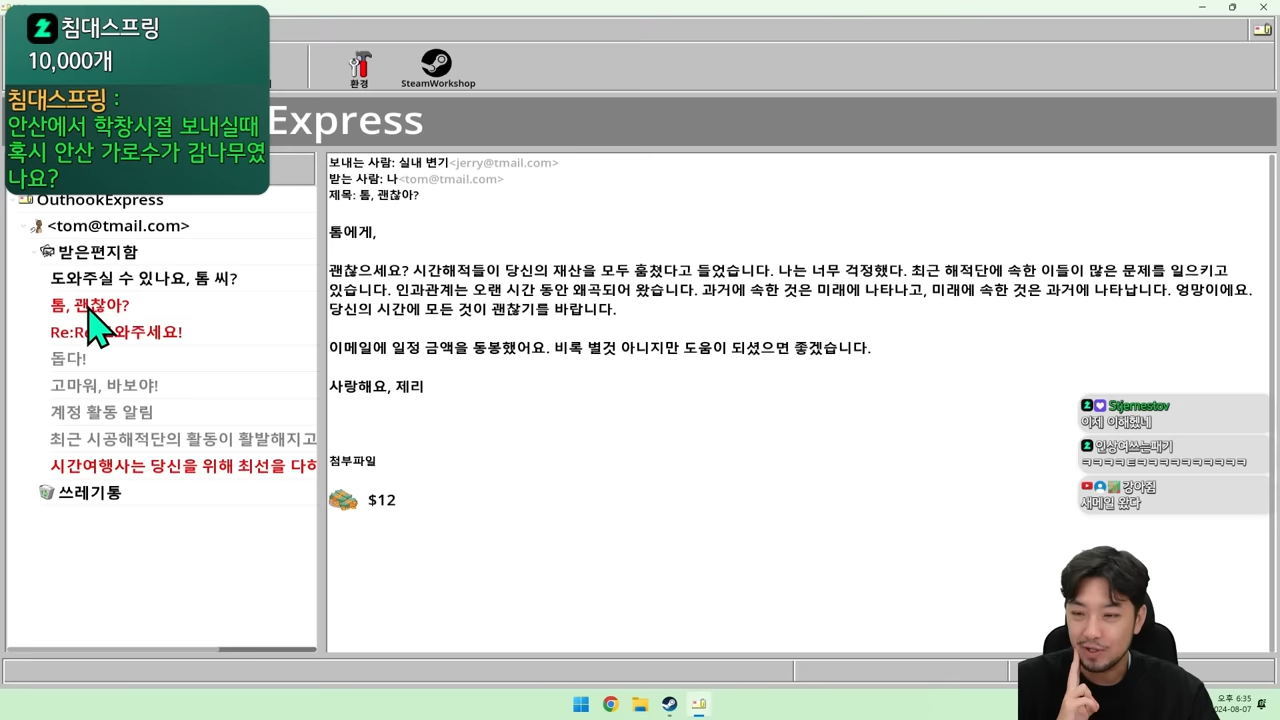 침대스프링
10,000개
침대스프링 :
안산에서 학창시절 보내실때
혹시 안산 가로수가 감나무였
나요?
환경
SteamWorkshop
Express
OuthookExpress
<tom@tmail.com>
받은편지함
도와주실 수 있나요, 톰 씨?
톰, 괜찮아?
와주세요!
돕다!
고마워, 바보야!
계정 활동 알림
최근 시공해적단의 활동이 활발해지고
시간여행사는 당신을 위해 최선을 다하
쓰레기통
보내는 사람: 실내 변기<jerry@tmail.com>
받는 사람: 나<tom@tmail.com>
제목: 톰, 괜찮아?
톰에게,
괜찮으세요? 시간해적들이 당신의 재산을 모두 훔쳤다고 들었습니다. 나는 너무 걱정했다. 최근 해적단에 속한 이들이 많은 문제를 일으키고
있습니다. 인과관계는 오랜 시간 동안 왜곡되어 왔습니다. 과거에 속한 것은 미래에 나타나고, 미래에 속한 것은 과거에 나타납니다. 엉망이에요.
당신의 시간에 모든 것이 괜찮기를 바랍니다.
이메일에 일정 금액을 동봉했어요. 비록 별것 아니지만 도움이 되셨으면 좋겠습니다.
사랑해요, 제리
첨부파일
$12
Stjernestov
이제 이해했네
인상여쓰는패기
ㅋㅋㅋㅋㅌㅋㅋㅋㅋㅋㅋㅋㅋㅋㅋ
강아쥠
새메일 왔다
오후 6:35
024-08-07